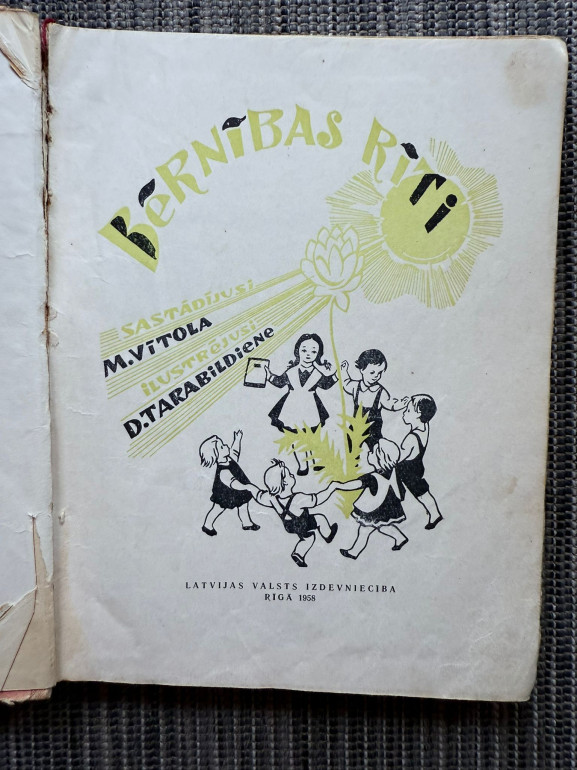 BĒRNĪBAS RĪTI
SASTĀDĪJUSI
M.VĪTOLA
ILUSTRĒJUSI
D.TARABILDIENE
LATVIJAS VALSTS IZDEVNIECĪBA
RĪGĀ 1958